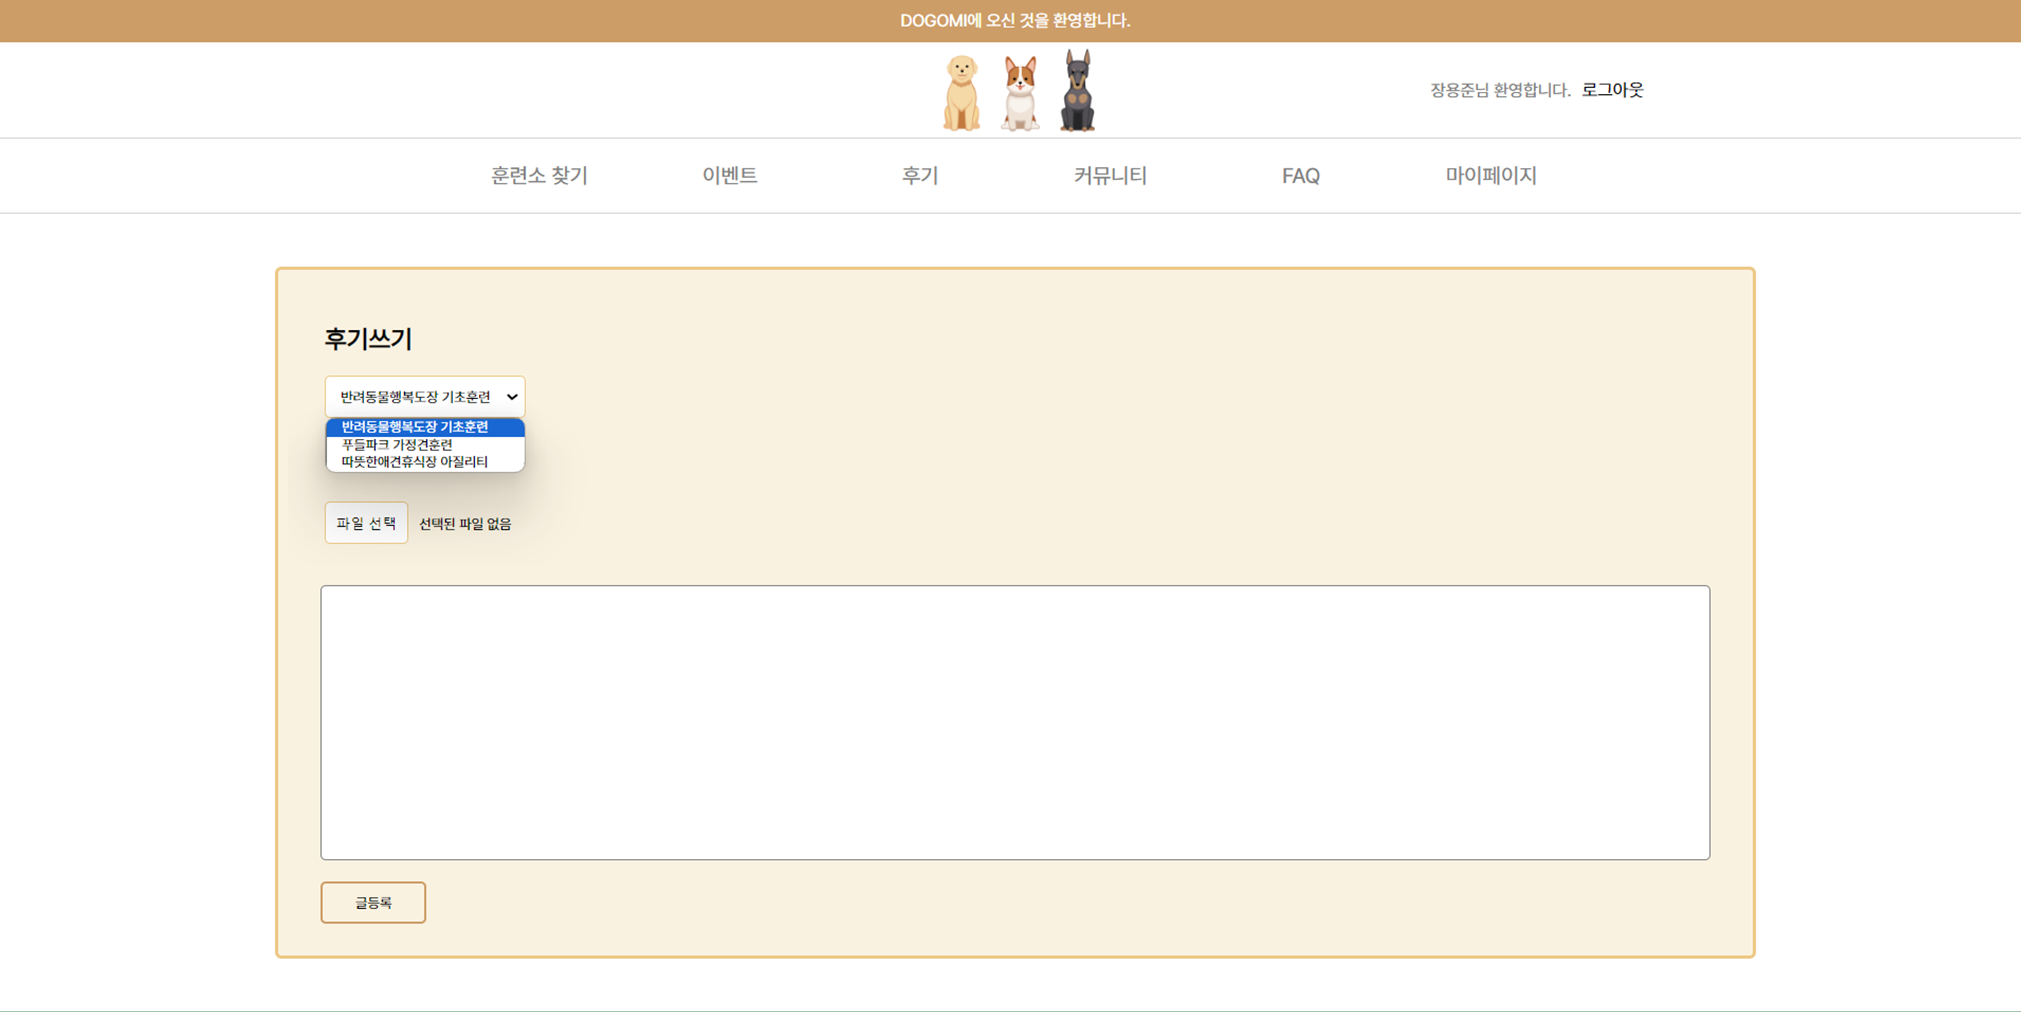 DOGOMI에 오신 것을 환영합니다.
장용준님 환영합니다. 로그아웃
훈련소 찾기 이벤트 후기 커뮤니티 FAQ 마이페이지
후기쓰기
반려동물행복도장 기초훈련
반려동물행복도장 기초훈련
푸들파크 가정견훈련
따뜻한애견휴식장 아질리티
파일 선택 선택된 파일 없음
글등록